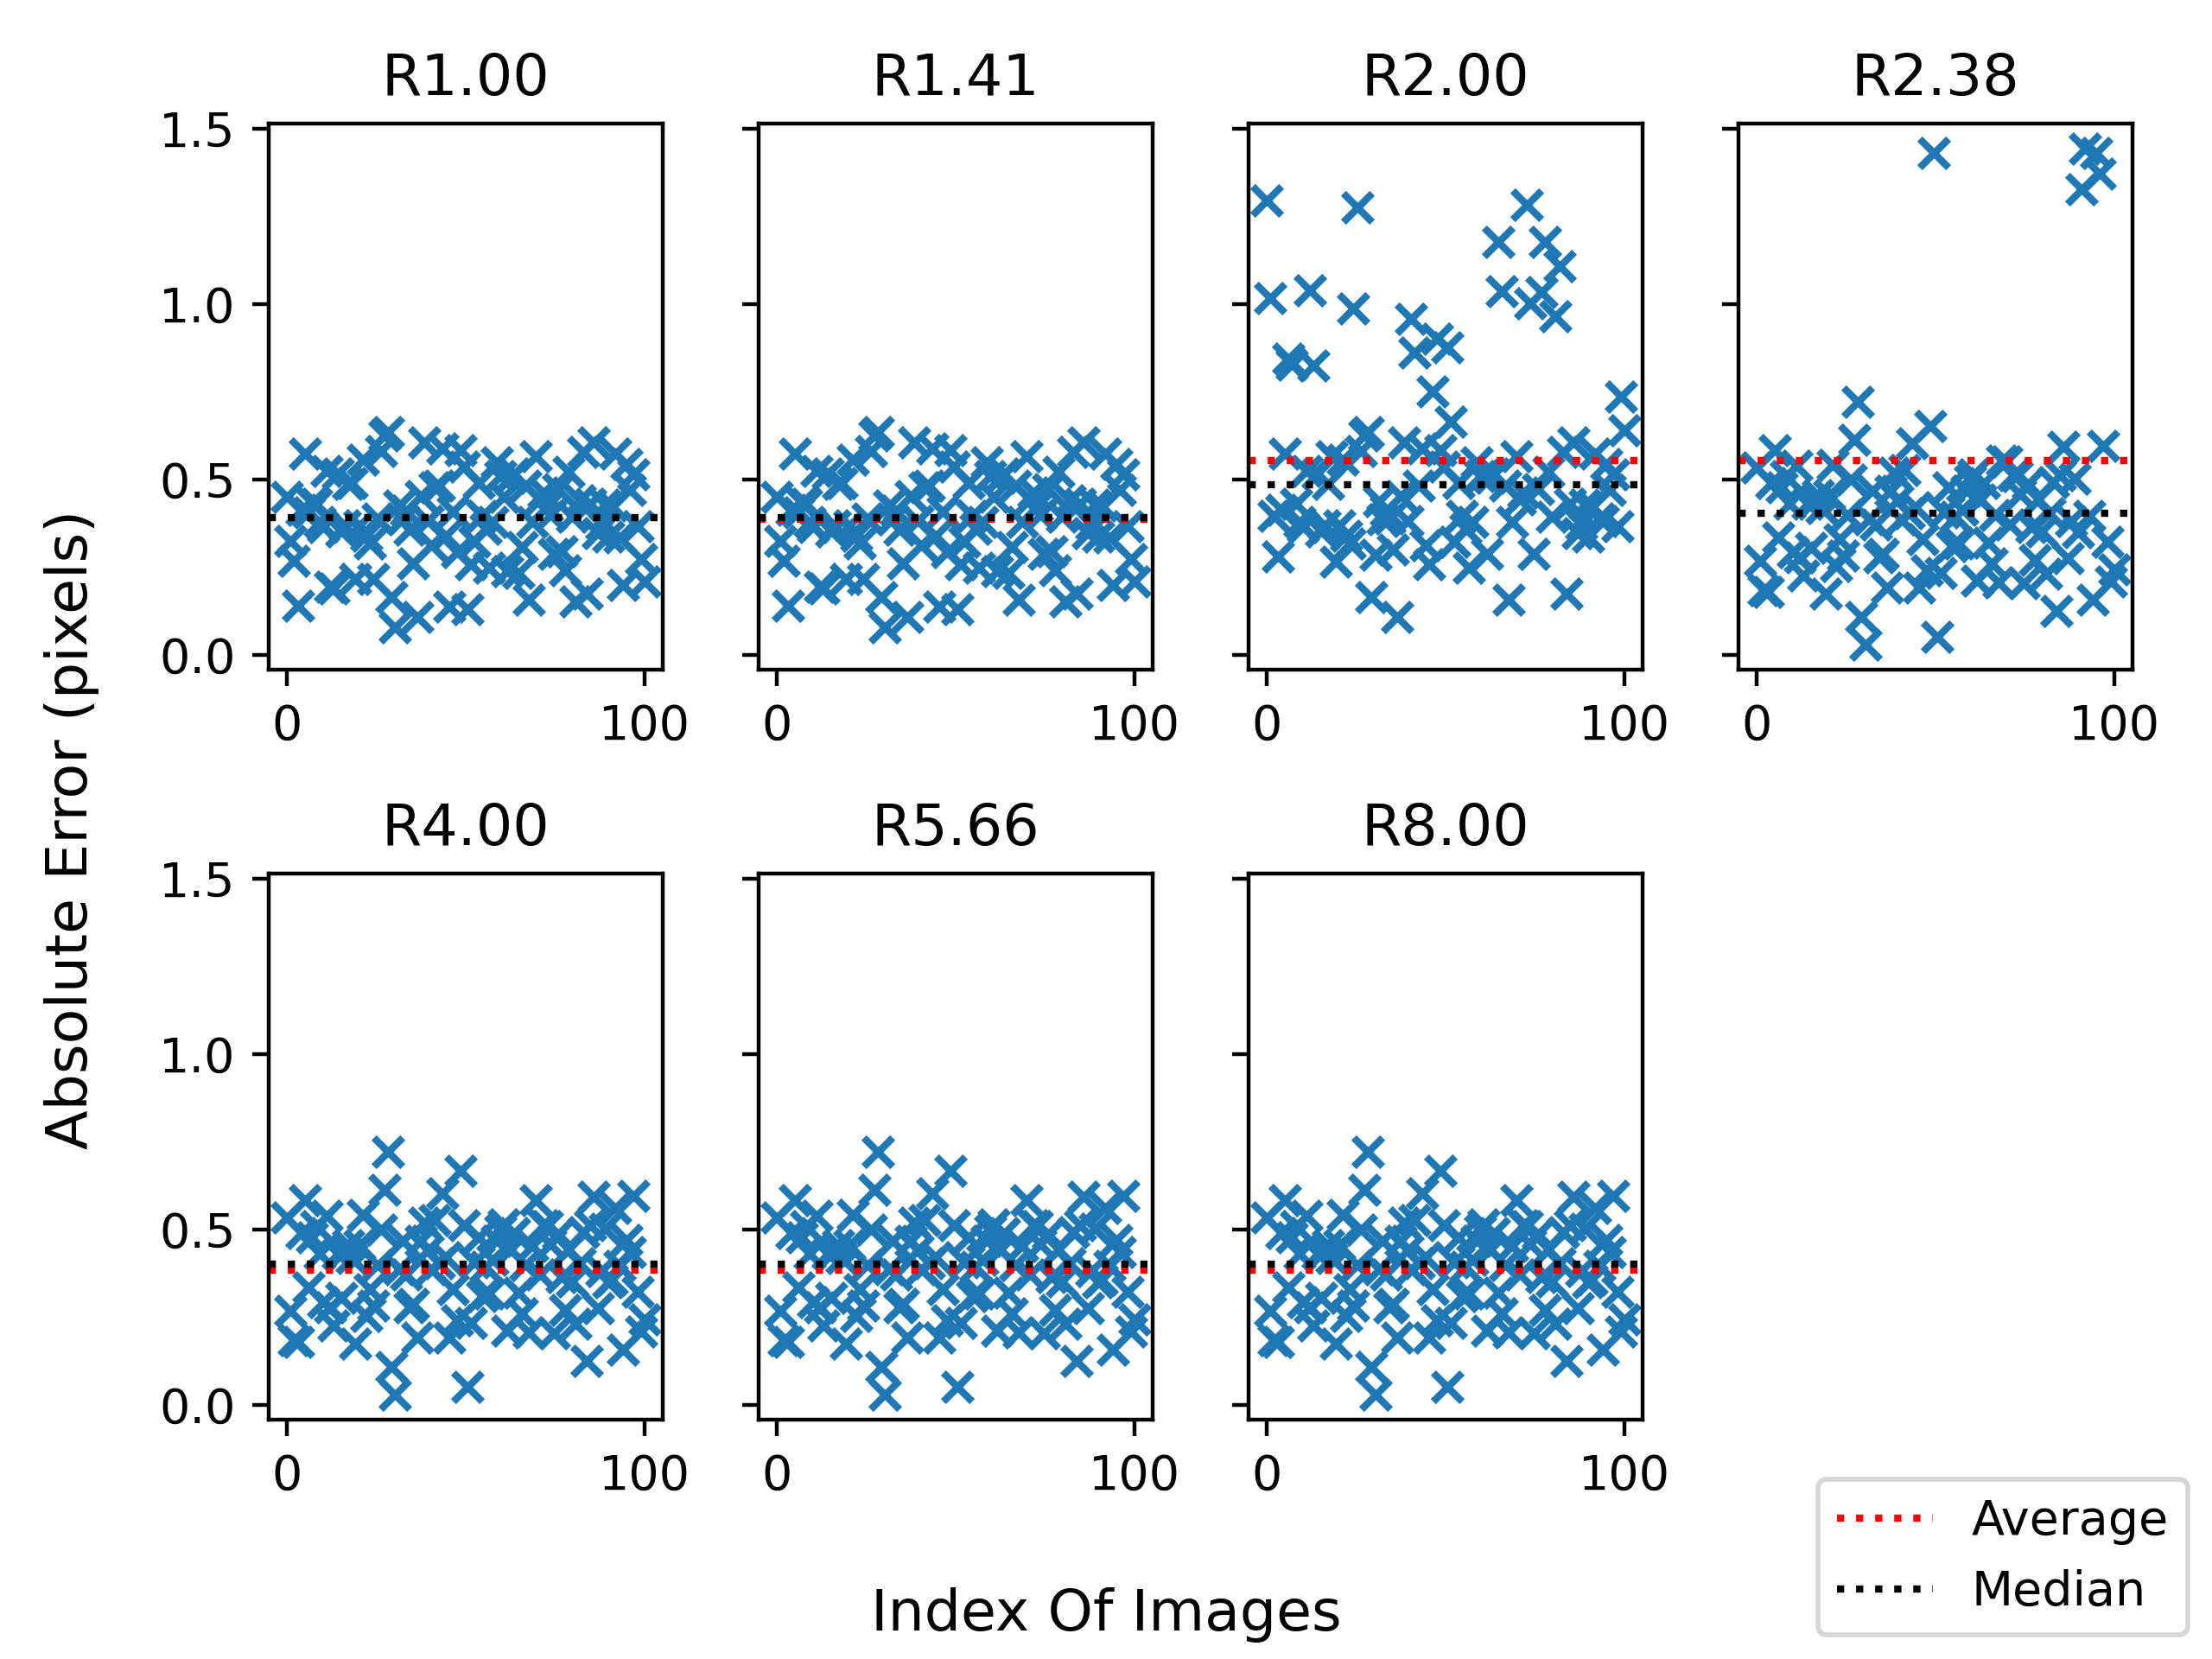 R1.00 R1.41 R2.00 R2.38
1.5
1.0
0.5
0.0
0 100 0 100 0 100 0 100
Absolute Error (pixels)
R4.00 R5.66 R8.00
1.5
1.0
0.5
0.0
0 100 0 100 0 100
Average
Median
Index Of Images